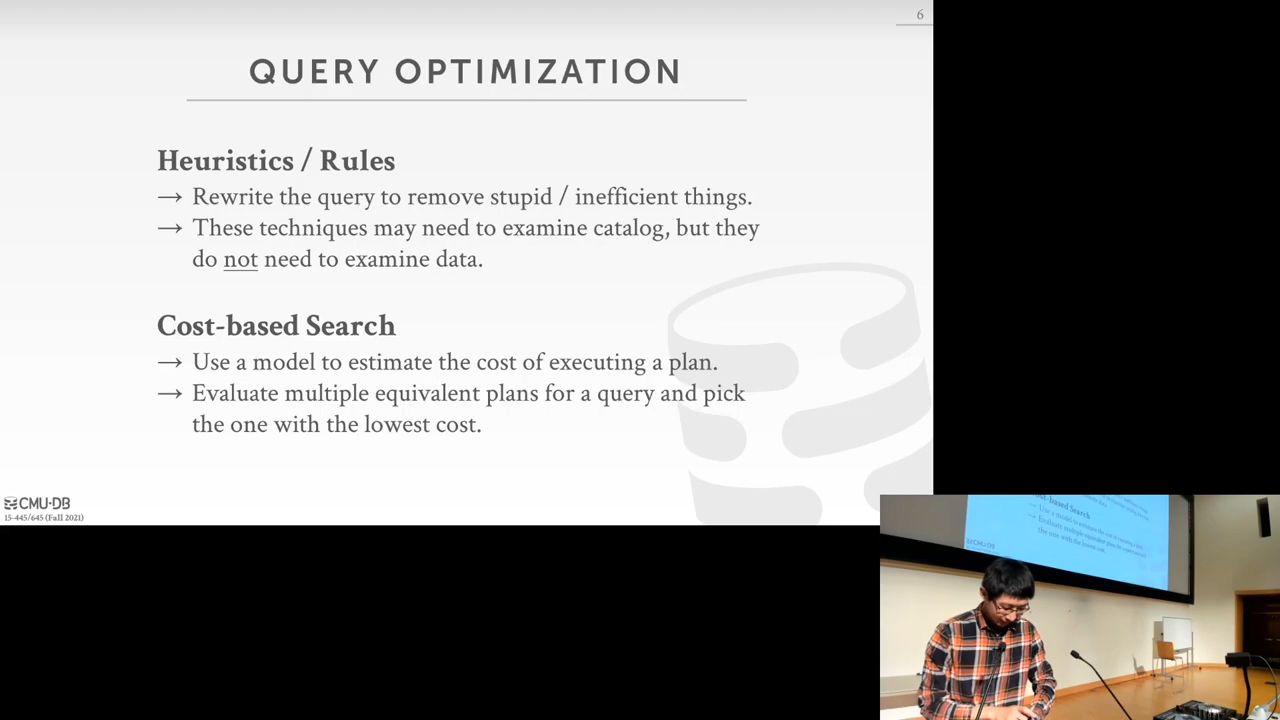 6
QUERY OPTIMIZATION
Heuristics / Rules
→ Rewrite the query to remove stupid / inefficient things.
→ These techniques may need to examine catalog, but they
do not need to examine data.
Cost-based Search
→ Use a model to estimate the cost of executing a plan.
→ Evaluate multiple equivalent plans for a query and pick
the one with the lowest cost.
CMU·DB
15-445/645 (Fall 2021)